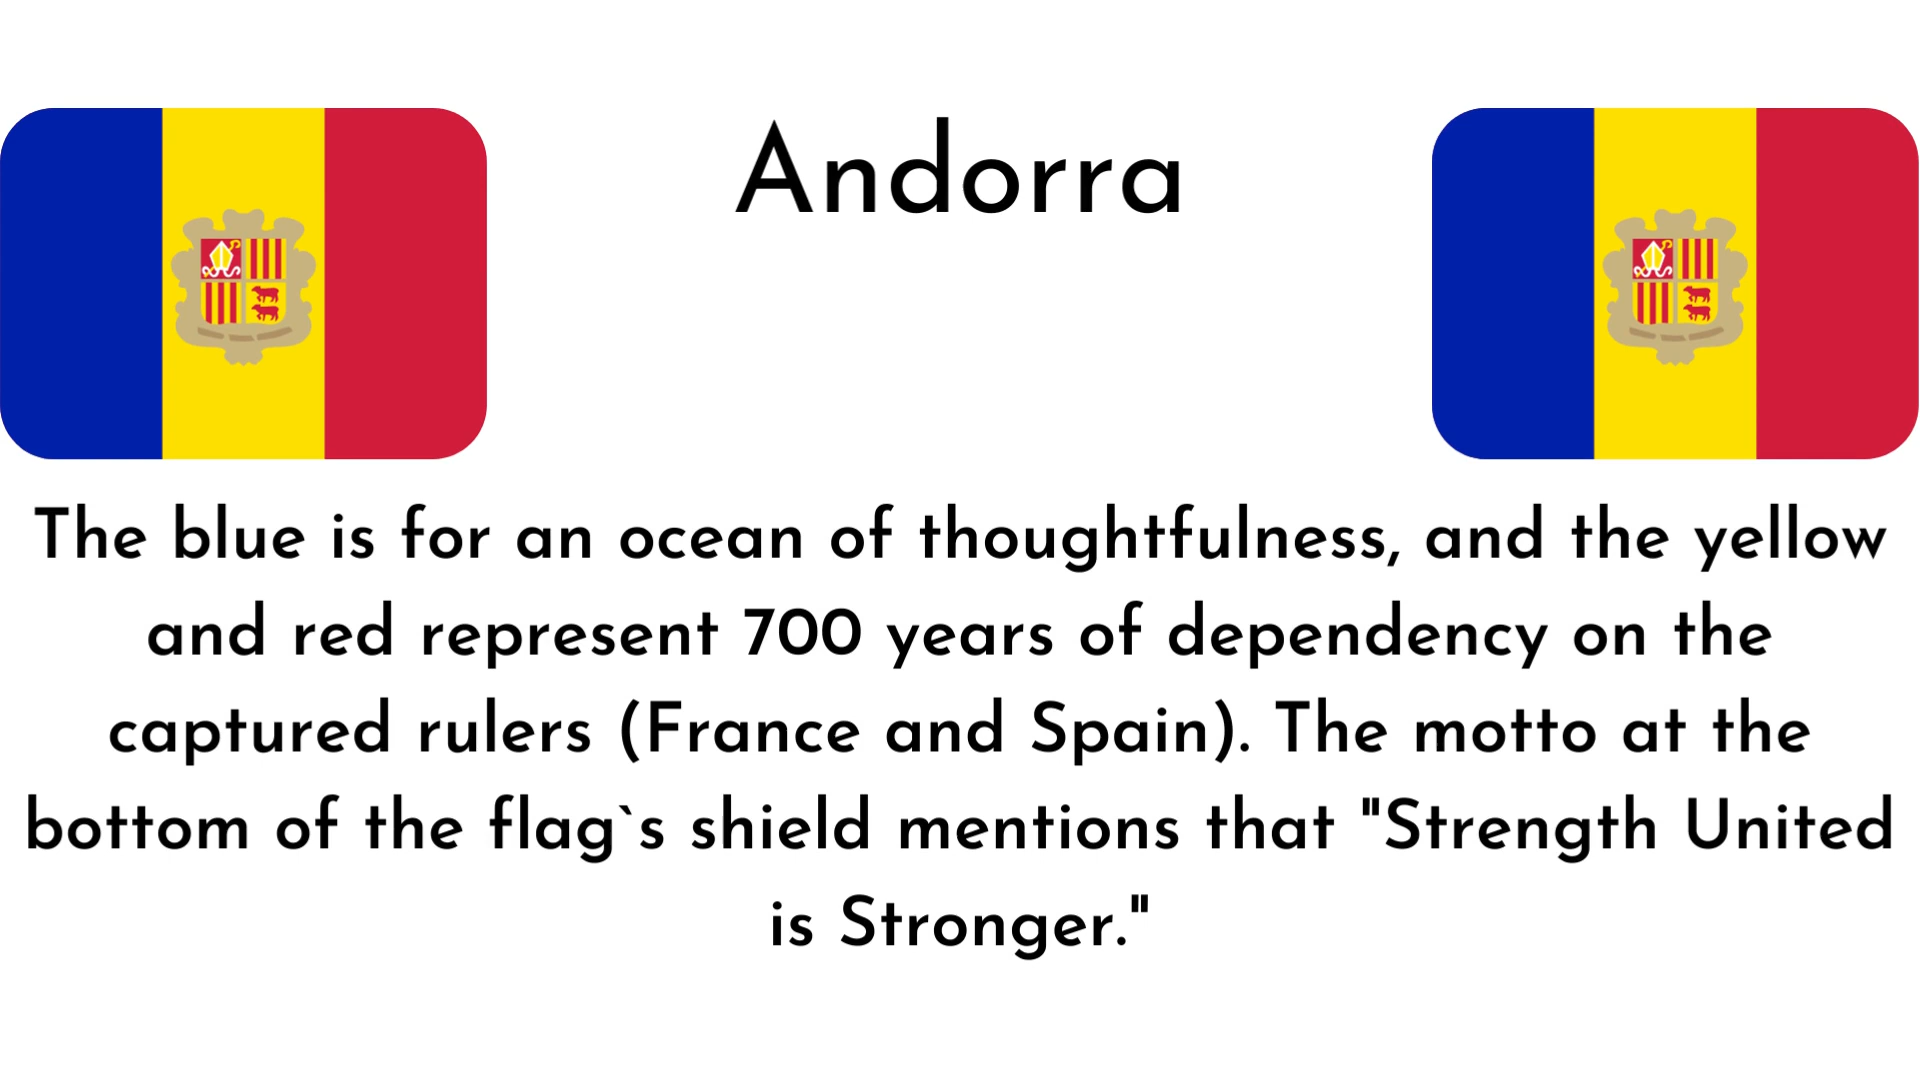 Andorra
The blue is for an ocean of thoughtfulness, and the yellow
and red represent 700 years of dependency on the
captured rulers (France and Spain). The motto at the
bottom of the flag`s shield mentions that "Strength United
is Stronger."